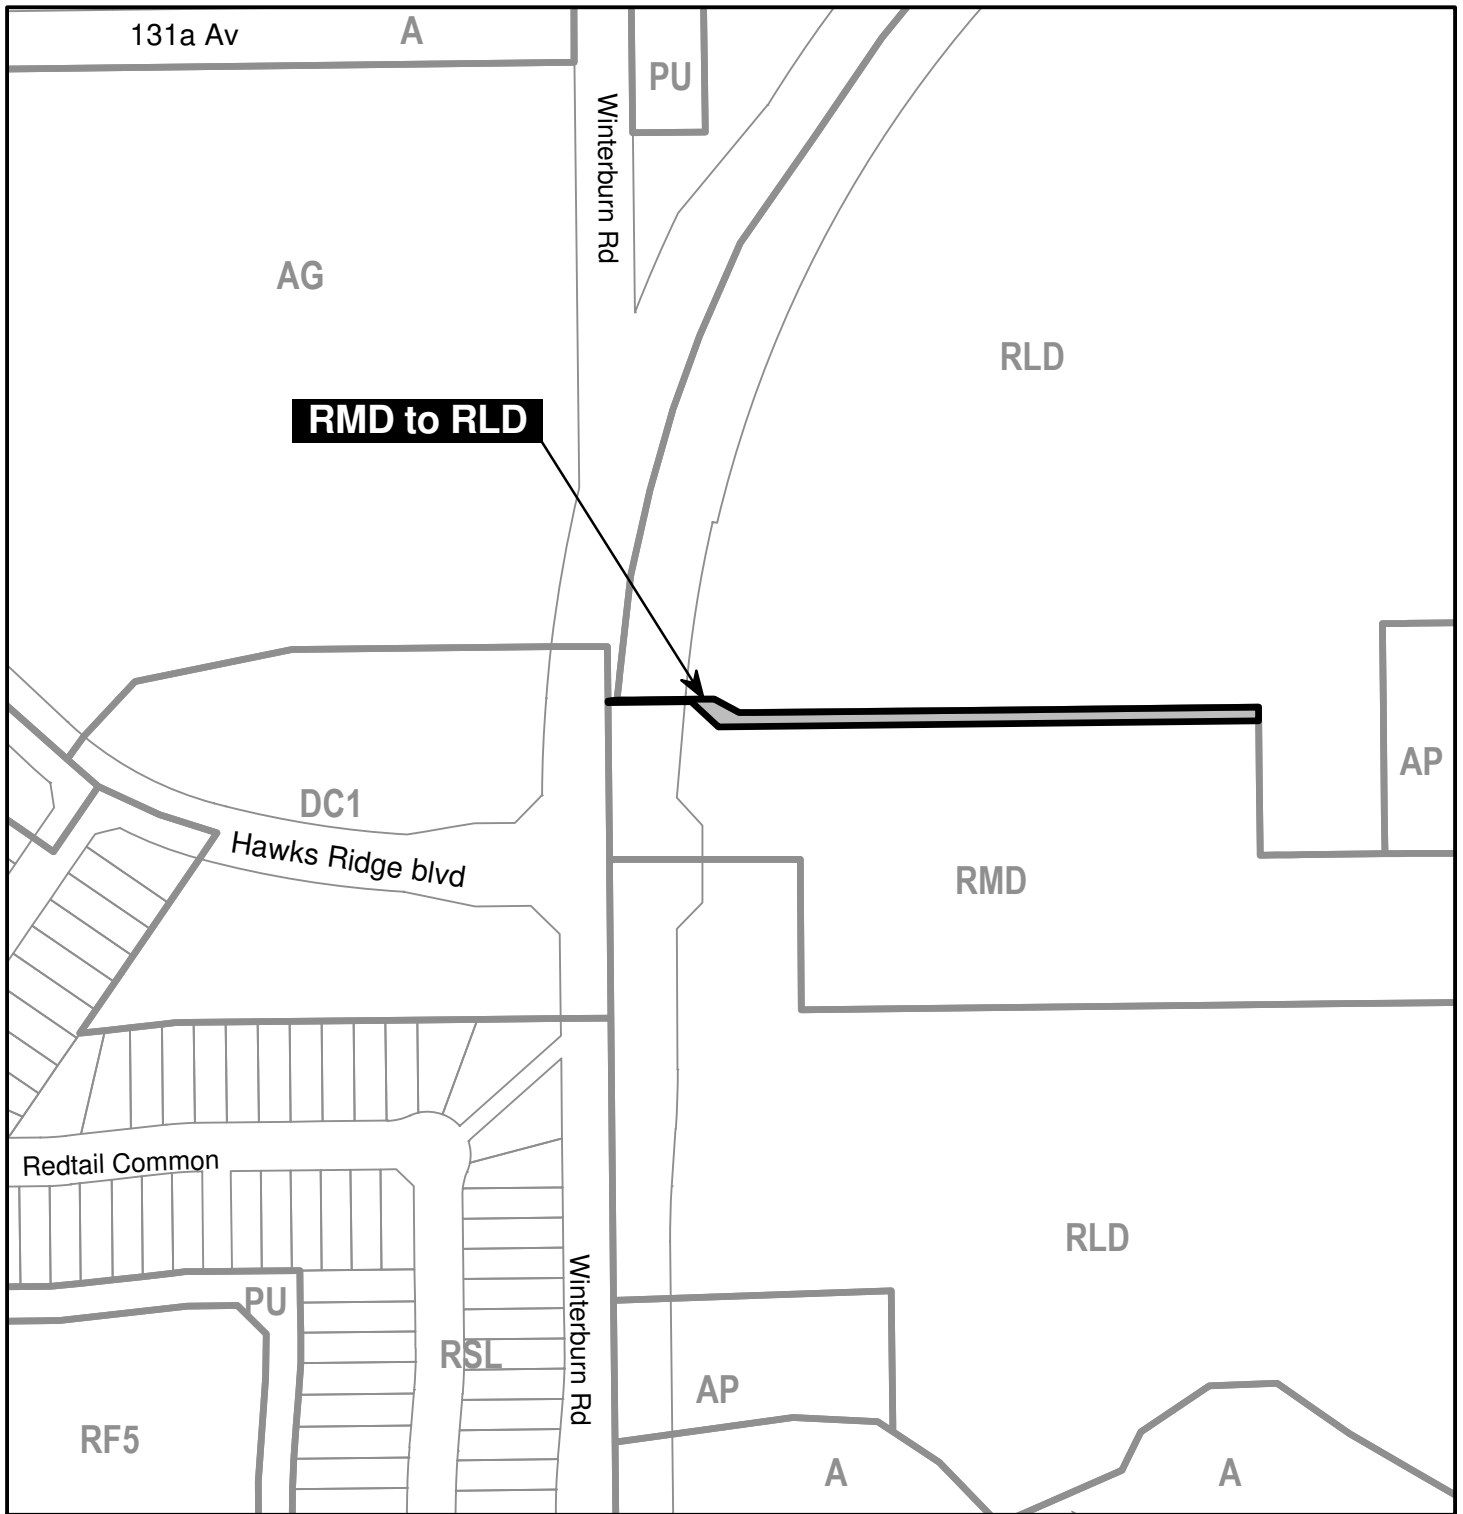 131a Av
A
PU
Winterburn Rd
AG
RLD
RMD to RLD
AP
DC1
Hawks Ridge blvd
RMD
Redtail Common
RLD
PU
Winterburn Rd
RSL
AP
RF5
A
A